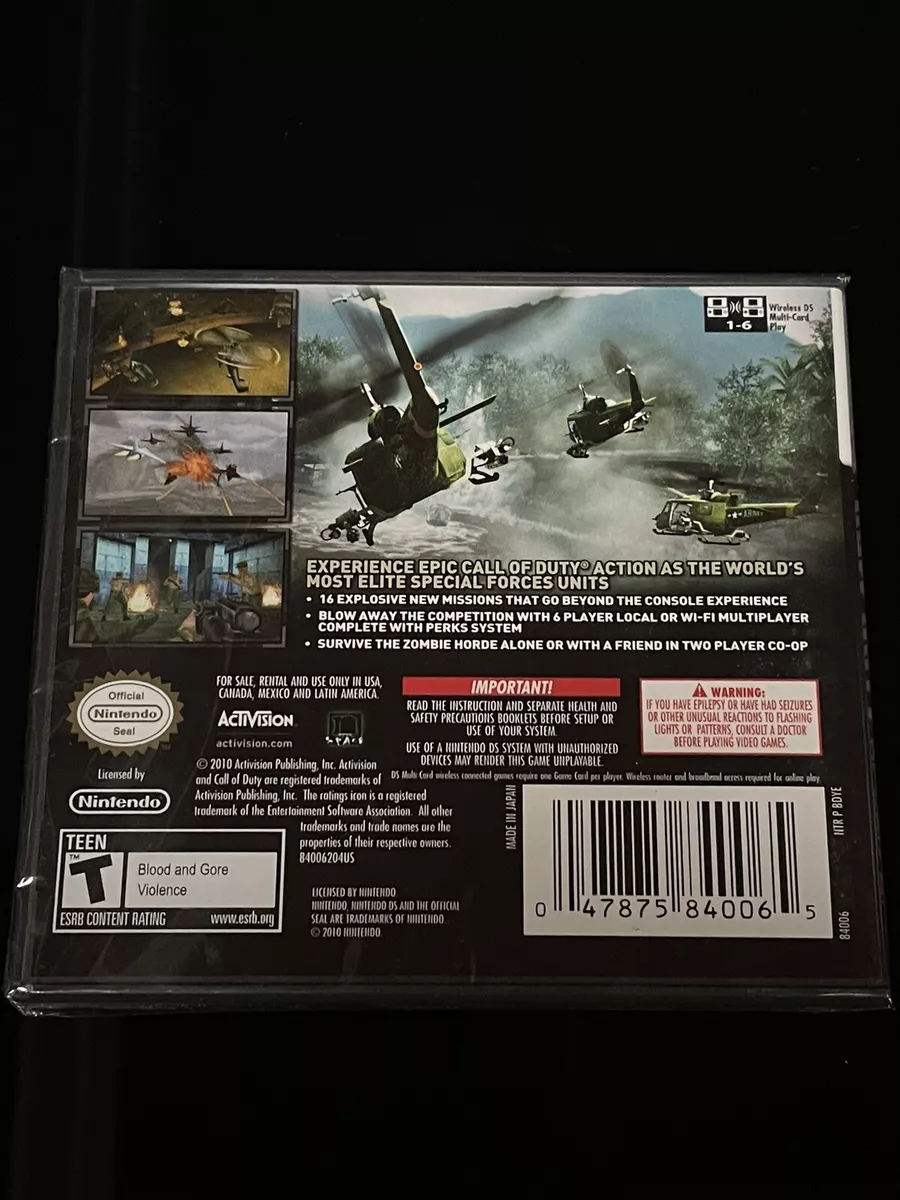 1-6
Wireless DS
Multi-Card
Play
ARMY
EXPERIENCE EPIC CALL OF DUTY® ACTION AS THE WORLD'S
MOST ELITE SPECIAL FORCES UNITS
• 16 EXPLOSIVE NEW MISSIONS THAT GO BEYOND THE CONSOLE EXPERIENCE
• BLOW AWAY THE COMPETITION WITH 6 PLAYER LOCAL OR WI-FI MULTIPLAYER
COMPLETE WITH PERKS SYSTEM
• SURVIVE THE ZOMBIE HORDE ALONE OR WITH A FRIEND IN TWO PLAYER CO-OP
Official
Nintendo
Seal
Licensed by
Nintendo
FOR SALE, RENTAL AND USE ONLY IN USA,
CANADA, MEXICO AND LATIN AMERICA.
ACTIVISION
activision.com
IMPORTANT!
READ THE INSTRUCTION AND SEPARATE HEALTH AND
SAFETY PRECAUTIONS BOOKLETS BEFORE SETUP OR
USE OF YOUR SYSTEM.
USE OF A NINTENDO DS SYSTEM WITH UNAUTHORIZED
DEVICES MAY RENDER THIS GAME UNPLAYABLE.
WARNING:
IF YOU HAVE EPILEPSY OR HAVE HAD SEIZURES
OR OTHER UNUSUAL REACTIONS TO FLASHING
LIGHTS OR PATTERNS, CONSULT A DOCTOR
BEFORE PLAYING VIDEO GAMES.
DS Multi Card wireless connected games require one Game Card per player. Wireless router and broadband access required for online play.
© 2010 Activision Publishing, Inc. Activision
and Call of Duty are registered trademarks of
Activision Publishing, Inc. The ratings icon is a registered
trademark of the Entertainment Software Association. All other
trademarks and trade names are the
properties of their respective owners.
84006204US
LICENSED BY NINTENDO
NINTENDO, NINTENDO DS AND THE OFFICIAL
SEAL ARE TRADEMARKS OF NINTENDO.
© 2010 NINTENDO.
TEEN
T
TM
Blood and Gore
Violence
ESRB CONTENT RATING
www.esrb.org
MADE IN JAPAN
0 47875 84006 5
NTR P BDYE
84006